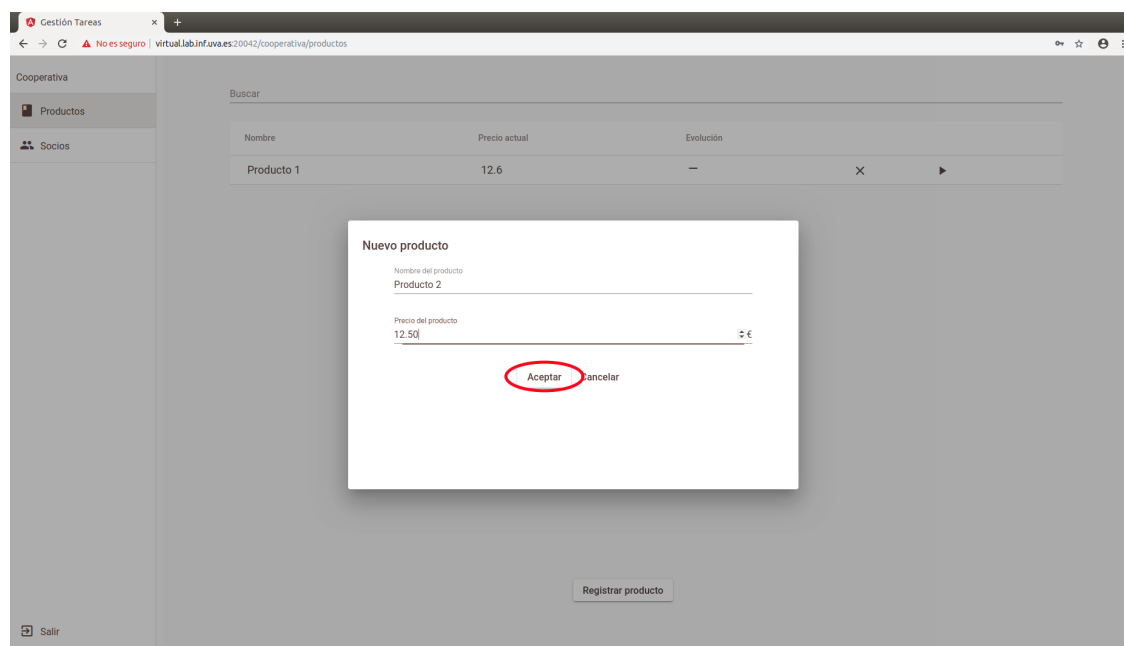 Gestión Tareas
No es seguro virtual.lab.inf.uva.es:20042/cooperativa/productos
Cooperativa
Productos
Socios
Buscar
Nombre Precio actual Evolución
Producto 1 12.6
Nuevo producto
Nombre del producto
Producto 2
Precio del producto
12.50 €
Aceptar Cancelar
Registrar producto
Salir